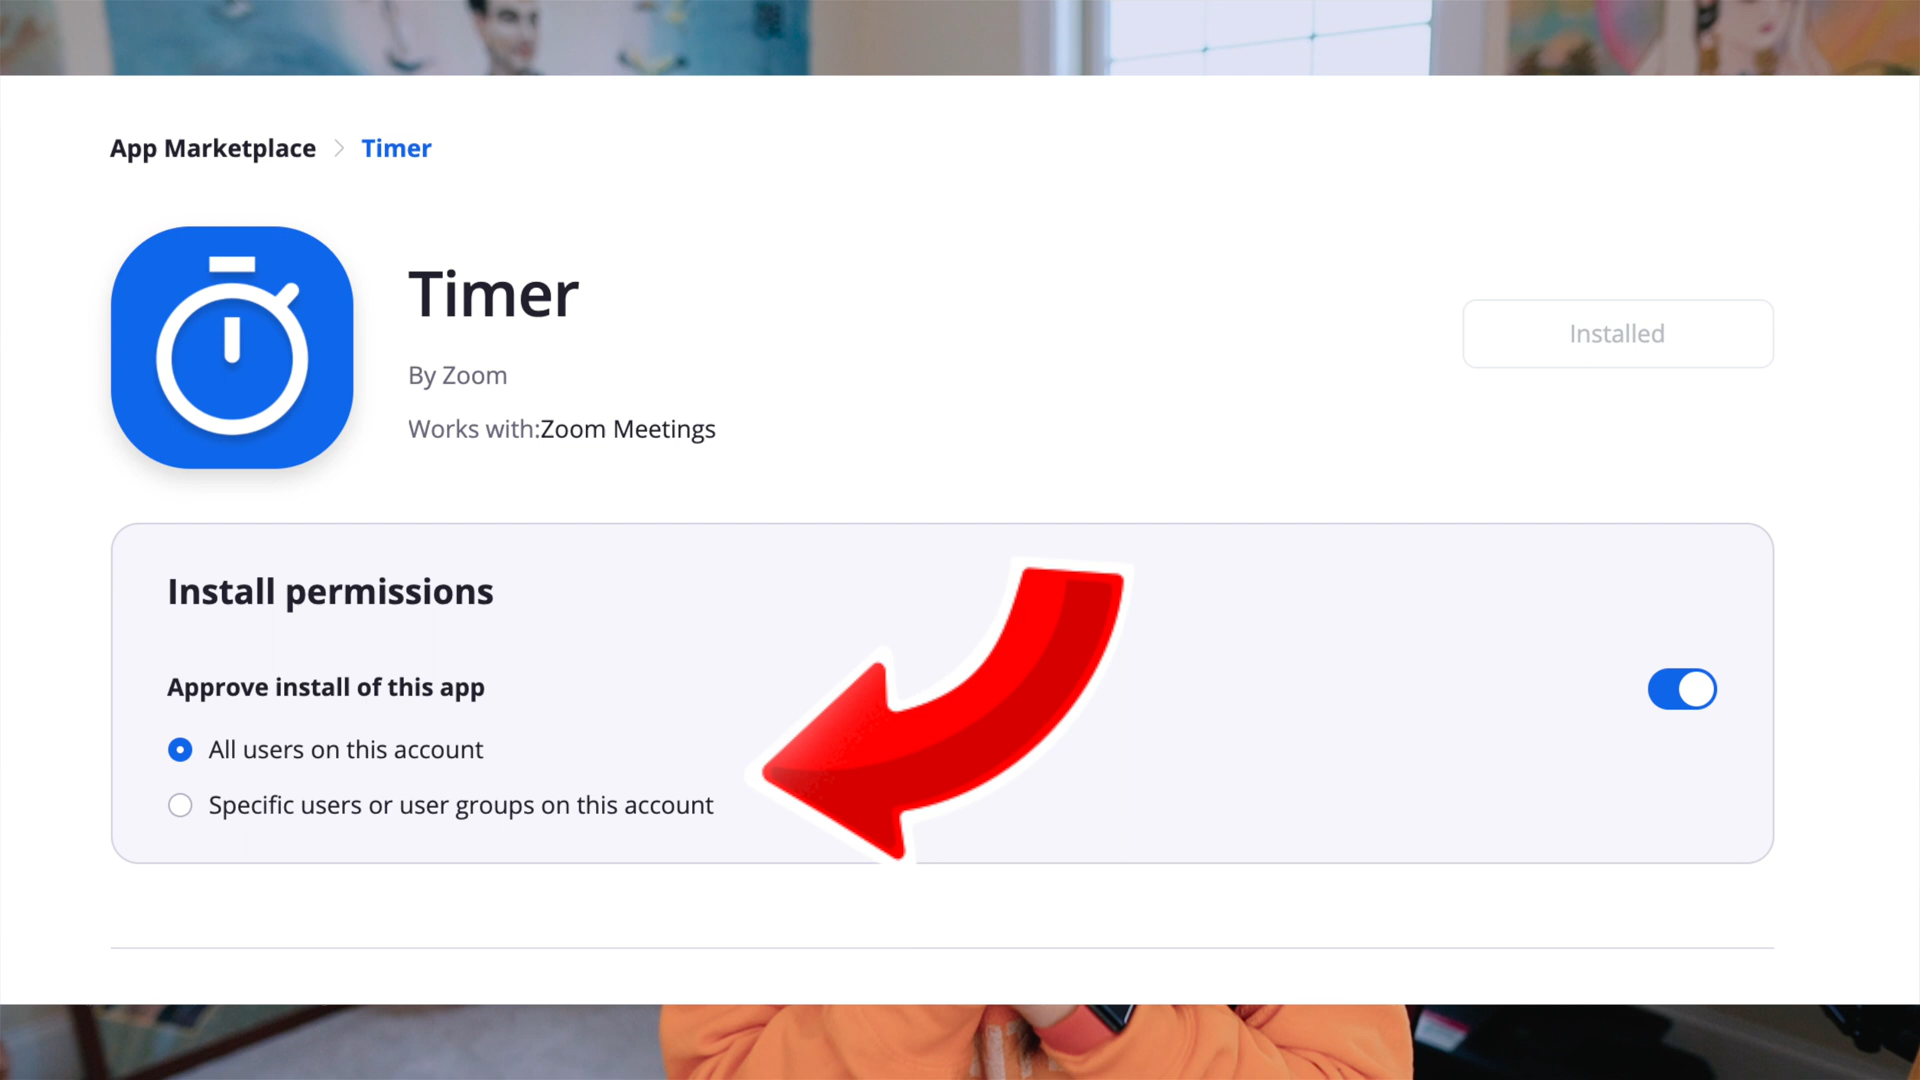 App Marketplace > Timer
Timer
Installed
By Zoom
Works with:Zoom Meetings
Install permissions
Approve install of this app
All users on this account
Specific users or user groups on this account